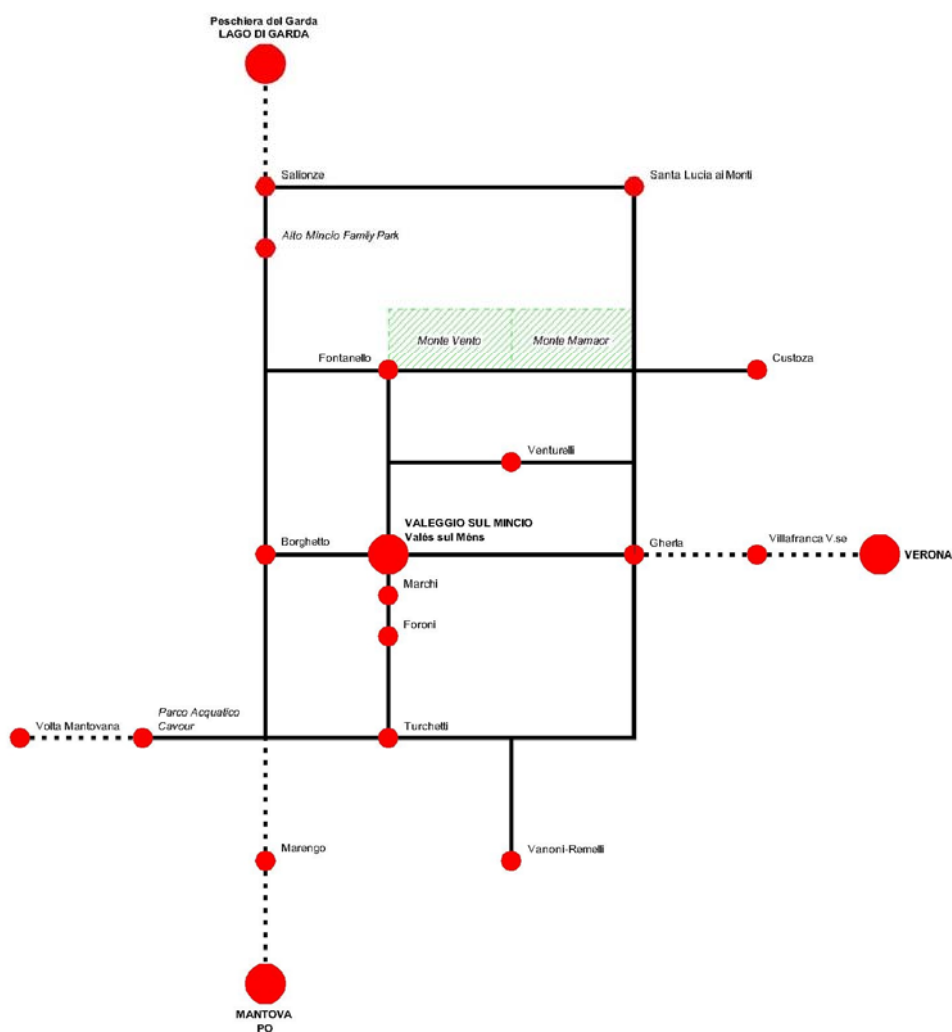 Peschiera del Garda
LAGO DI GARDA
Salionze
Santa Lucia ai Monti
Alto Mincio Family Park
Monte Vento
Monte Mamaor
Fontanello
Custoza
Venturelli
VALEGGIO SUL MINCIO
Valés sul Méns
Borghetto
Gherla
Villafranca V.se
VERONA
Marchi
Foroni
Parco Acquatico
Cavour
Volta Mantovana
Turchetti
Marengo
Vanoni-Remelli
MANTOVA
PO